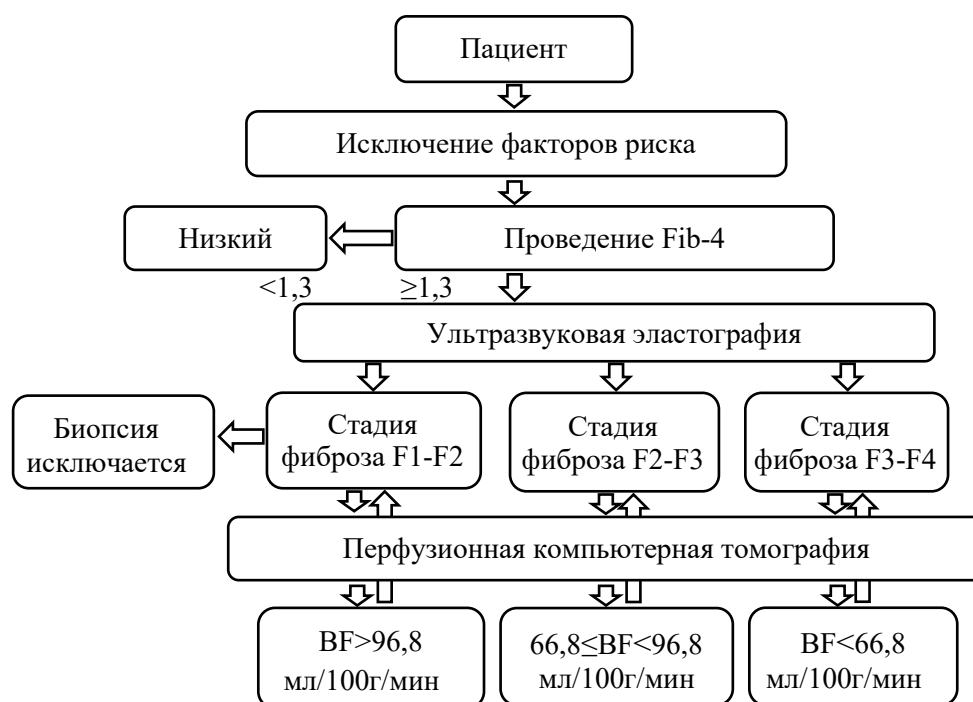 Пациент
Исключение факторов риска
Низкий
Проведение Fib-4
<1,3
≥1,3
Ультразвуковая эластография
Биопсия
исключается
Стадия
фиброза F1-F2
Стадия
фиброза F2-F3
Стадия
фиброза F3-F4
Перфузионная компьютерная томография
BF>96,8
мл/100г/мин
66,8≤BF<96,8
мл/100г/мин
BF<66,8
мл/100г/мин